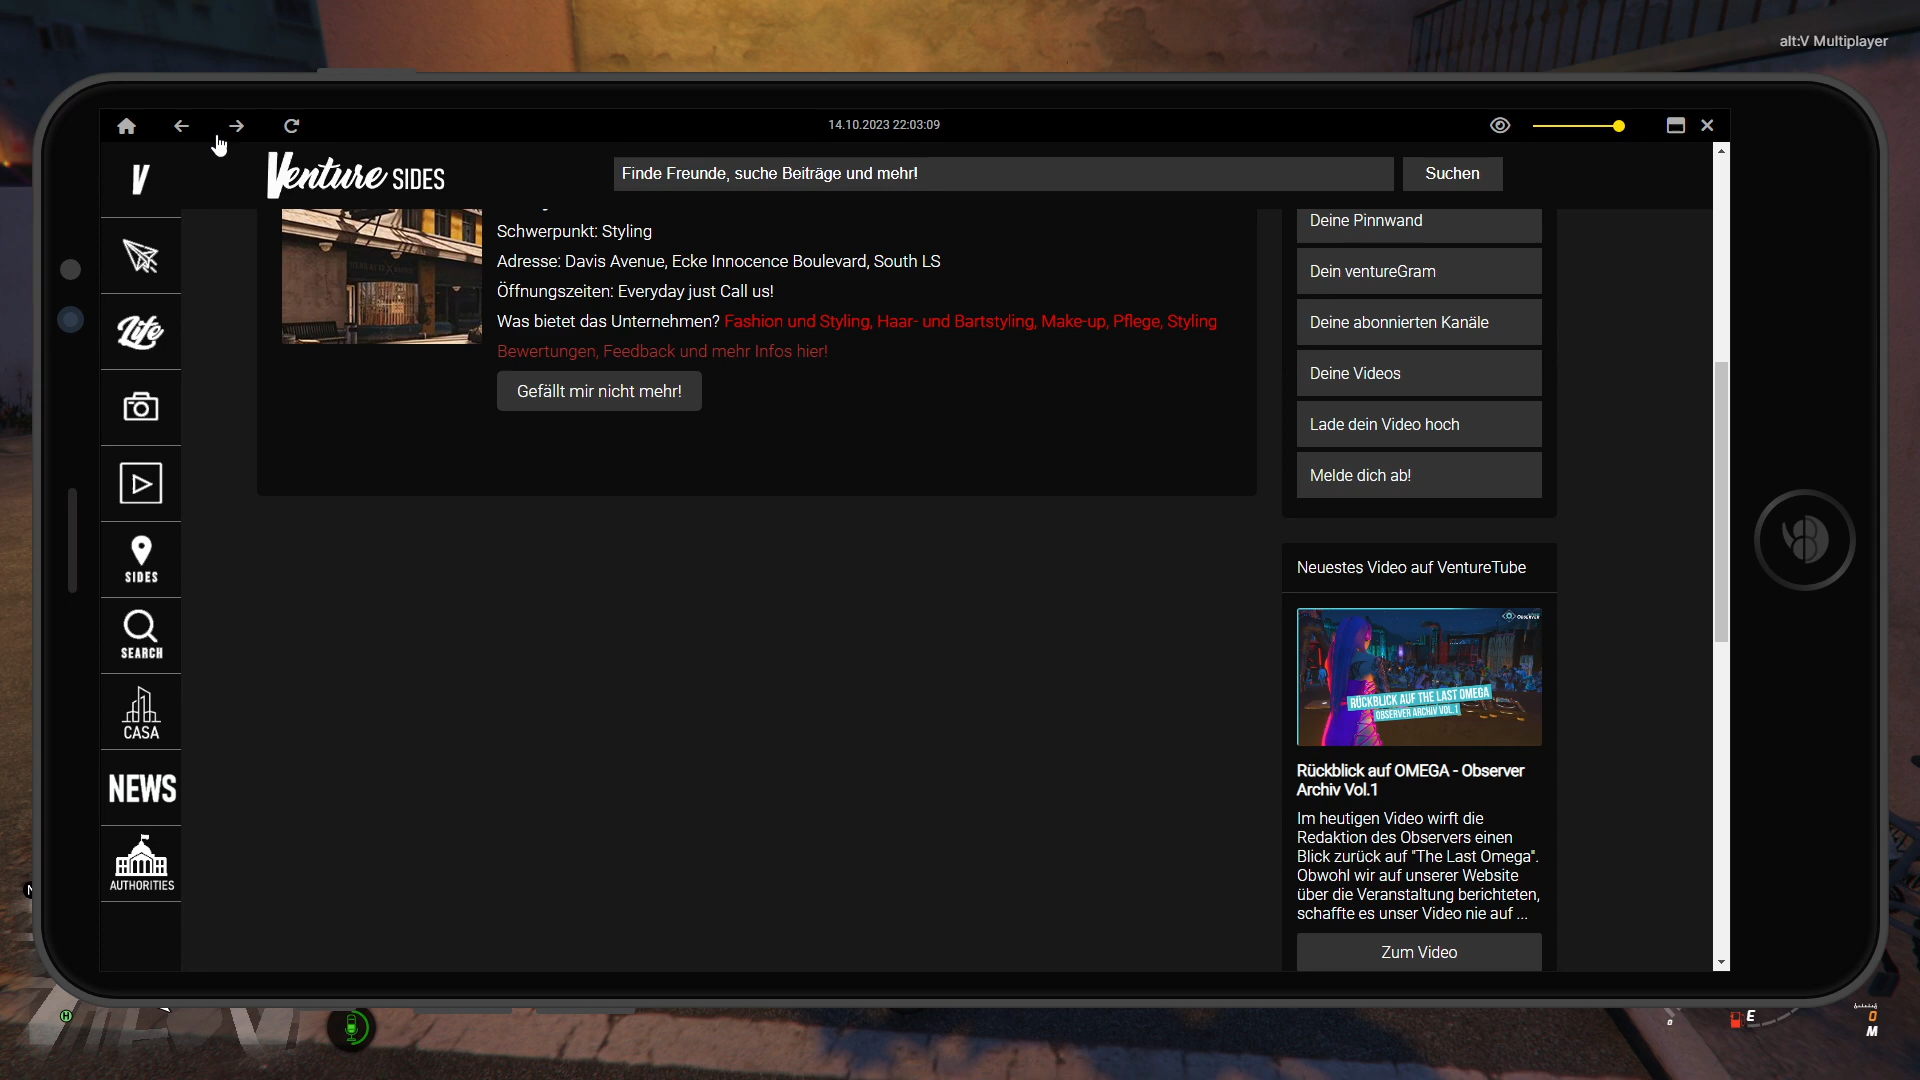 alt:V Multiplayer
14.10.2023 22:03:09
V
Venture SIDES
Finde Freunde, suche Beiträge und mehr!
Suchen
Life
SIDES
SEARCH
CASA
NEWS
AUTHORITIES
Schwerpunkt: Styling
Adresse: Davis Avenue, Ecke Innocence Boulevard, South LS
Öffnungszeiten: Everyday just Call us!
Was bietet das Unternehmen? Fashion und Styling, Haar- und Bartstyling, Make-up, Pflege, Styling
Bewertungen, Feedback und mehr Infos hier!
Gefällt mir nicht mehr!
Deine Pinnwand
Dein ventureGram
Deine abonnierten Kanäle
Deine Videos
Lade dein Video hoch
Melde dich ab!
Neuestes Video auf VentureTube
OBSERVER
RÜCKBLICK AUF THE LAST OMEGA
OBSERVER ARCHIV VOL.1
Rückblick auf OMEGA - Observer
Archiv Vol.1
Im heutigen Video wirft die
Redaktion des Observers einen
Blick zurück auf "The Last Omega".
Obwohl wir auf unserer Website
über die Veranstaltung berichteten,
schaffte es unser Video nie auf ...
Zum Video
N
H
0
E
0
M